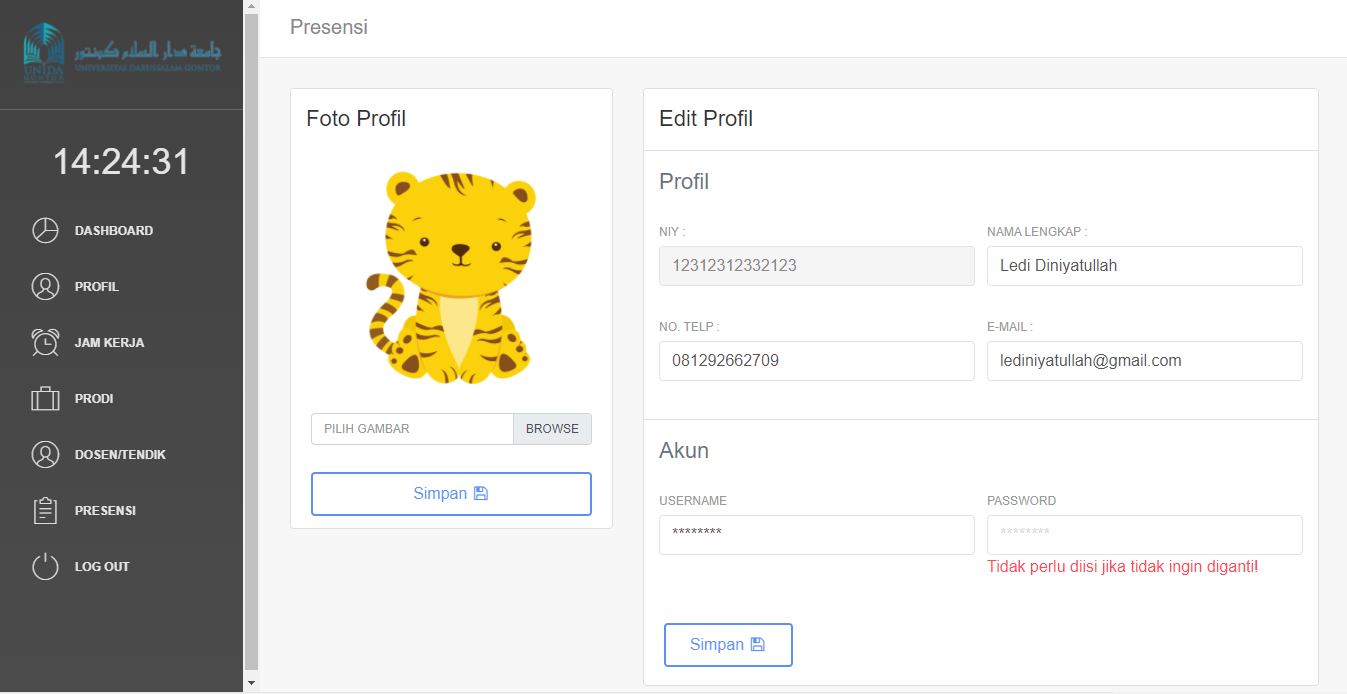 جامعة دار السلام كونتور
UNIDA
GONTOR
UNIVERSITAS DARUSSALAM GONTOR
14:24:31
DASHBOARD
PROFIL
JAM KERJA
PRODI
DOSEN/TENDIK
PRESENSI
LOG OUT
Presensi
Foto Profil
PILIH GAMBAR
BROWSE
Simpan
Edit Profil
Profil
NIY :
NAMA LENGKAP :
12312312332123
Ledi Diniyatullah
NO. TELP :
E-MAIL :
081292662709
lediniyatullah@gmail.com
Akun
USERNAME
PASSWORD
********
********
Tidak perlu diisi jika tidak ingin diganti!
Simpan